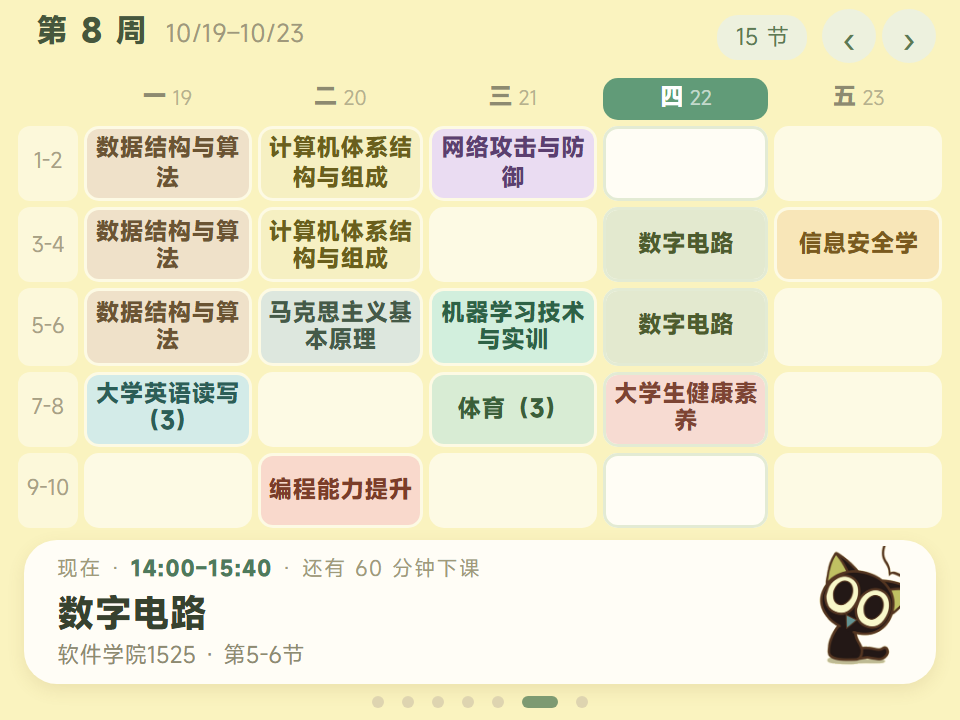 第 8 周 10/19–10/23 15 节 ‹ ›
一 19 二 20 三 21 四 22 五 23
1-2
数据结构与算
法
计算机体系结
构与组成
网络攻击与防
御
3-4
数据结构与算
法
计算机体系结
构与组成
数字电路
信息安全学
5-6
数据结构与算
法
马克思主义基
本原理
机器学习技术
与实训
数字电路
7-8
大学英语读写
（3）
体育（3）
大学生健康素
养
9-10
编程能力提升
现在 · 14:00–15:40 · 还有 60 分钟下课
数字电路
软件学院1525 · 第5-6节